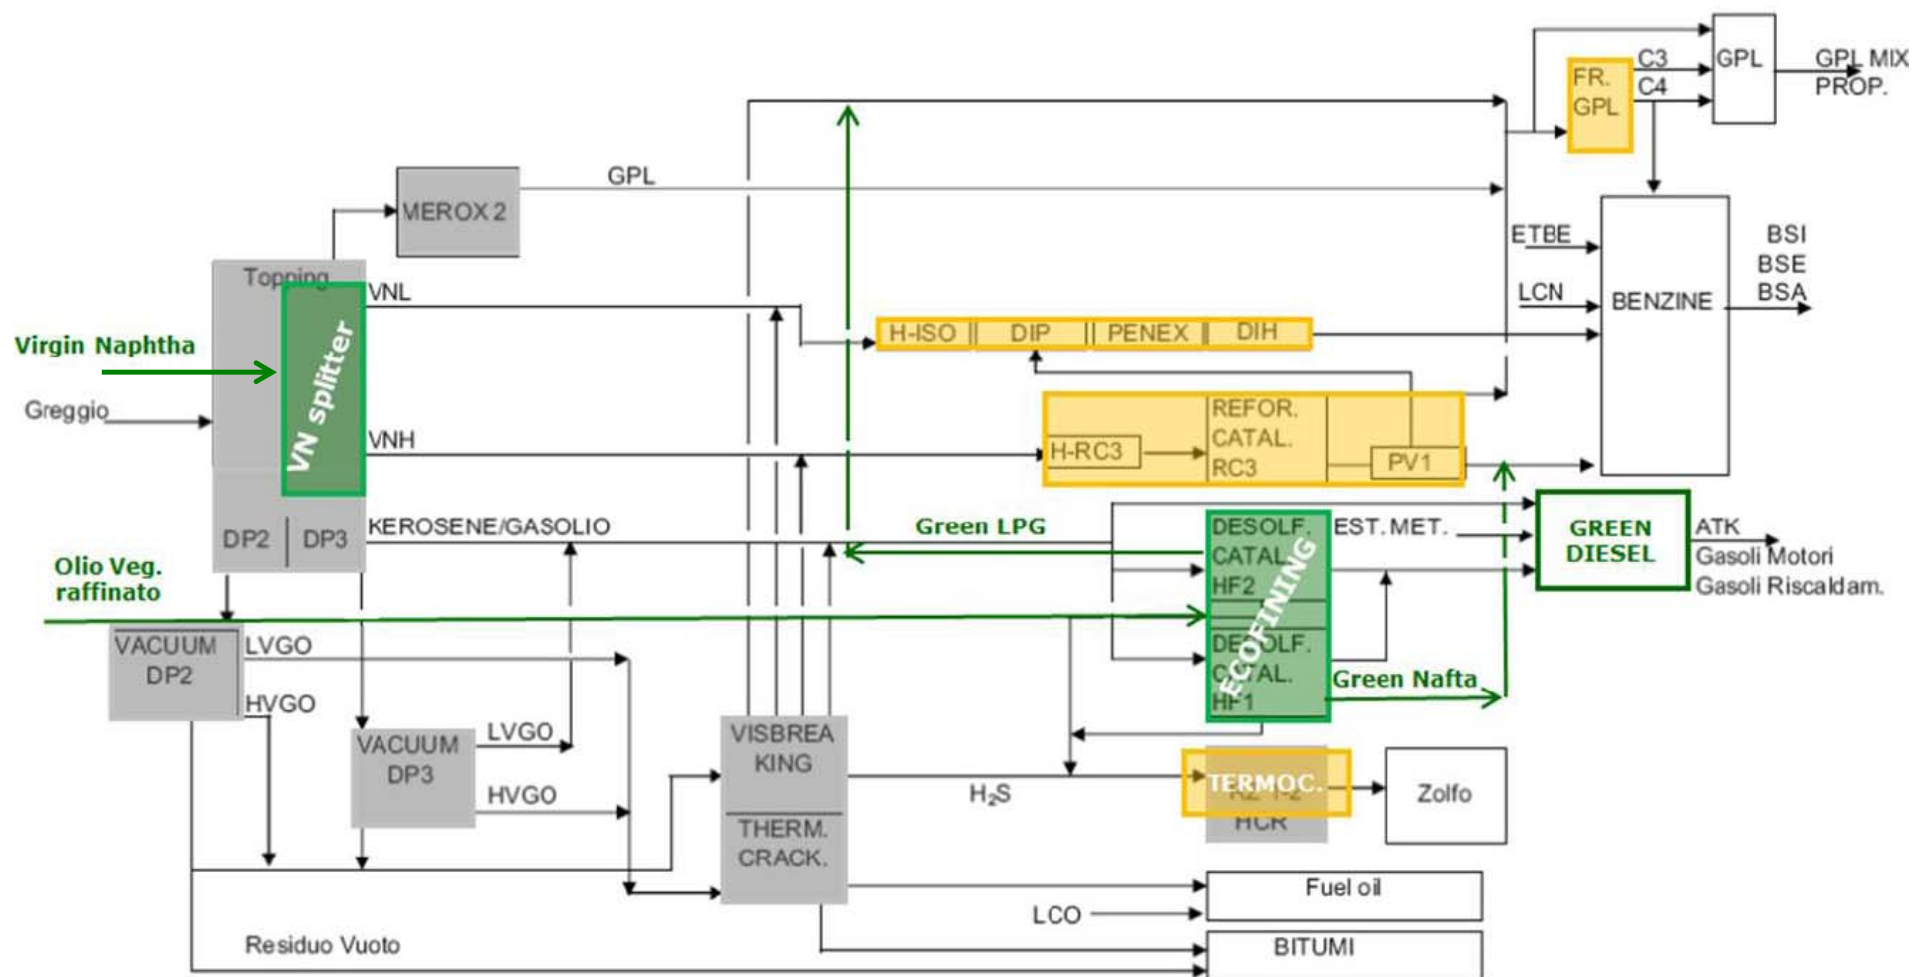 C3
GPL
GPL MIX
FR.
GPL
C4
PROP.
GPL
MEROX 2
ETBE
BSI
Topping
BSE
VNL
LCN
BENZINE
BSA
H-ISO
DIP
PENEX
DIH
Virgin Naphtha
VN splitter
Greggio
REFOR.
CATAL.
RC3
VNH
H-RC3
PV1
KEROSENE/GASOLIO
Green LPG
DESOLF.
CATAL.
HF2
EST. MET.
GREEN
DIESEL
ATK
Gasoli Motori
Gasoli Riscaldam.
DP2
DP3
Olio Veg.
raffinato
ECOFINING
VACUUM
DP2
LVGO
DESOLF.
CATAL.
HF1
Green Nafta
HVGO
VACUUM
DP3
LVGO
VISBREA
KING
HVGO
H₂S
TERMOC.
HCR
Zolfo
THERM.
CRACK.
Fuel oil
LCO
Residuo Vuoto
BITUMI